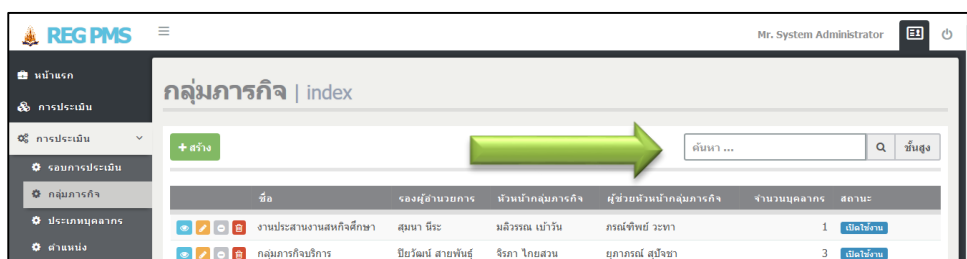 REG PMS
Mr. System Administrator
หน้าแรก
การประเมิน
การประเมิน
รอบการประเมิน
กลุ่มภารกิจ
ประเภทบุคลากร
ตำแหน่ง
กลุ่มภารกิจ | index
+ สร้าง
ค้นหา ...
ขั้นสูง
ชื่อ รองผู้อำนวยการ หัวหน้ากลุ่มภารกิจ ผู้ช่วยหัวหน้ากลุ่มภารกิจ จำนวนบุคลากร สถานะ
งานประสานงานสหกิจศึกษา สุมนา นีระ มลิวรรณ เบ้าวัน ภรณ์ทิพย์ วะทา 1 เปิดใช้งาน
กลุ่มภารกิจบริการ ปิยวัฒน์ สายพันธุ์ จิรภา ไกยสวน ยุภาภรณ์ สุปัจชา 3 เปิดใช้งาน